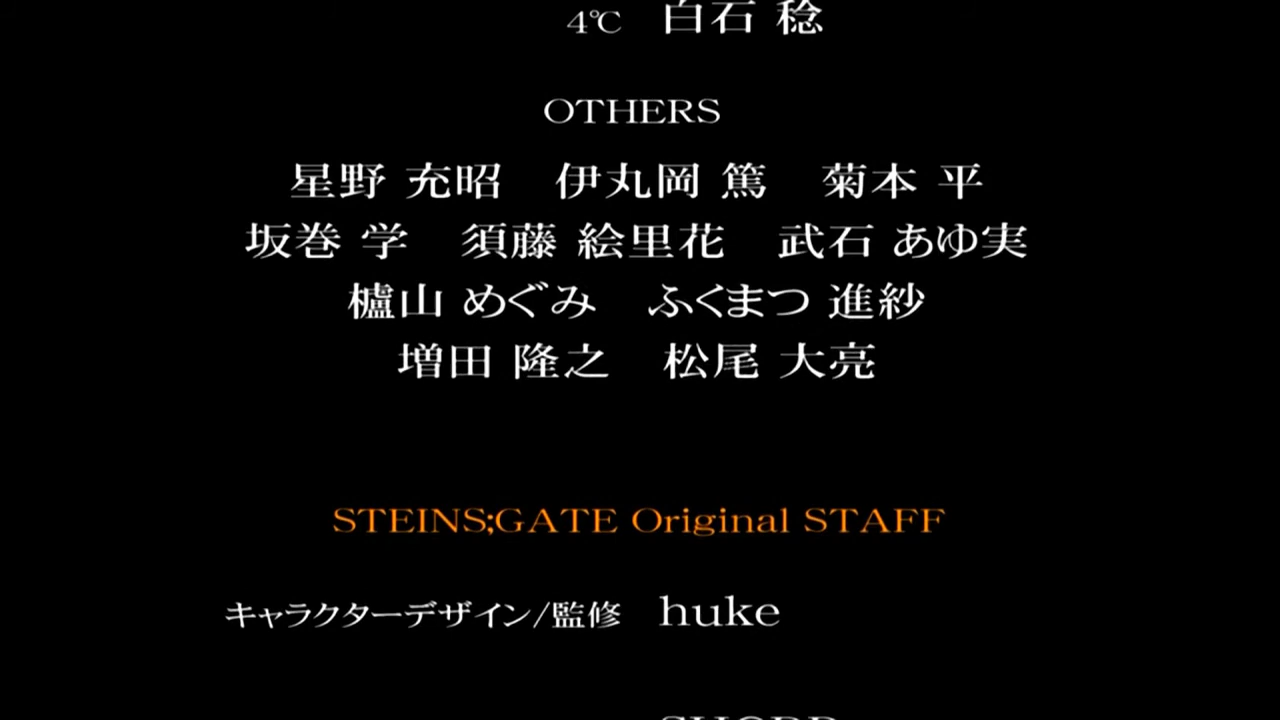 4℃ 白石 稔
OTHERS
星野 充昭 伊丸岡 篤 菊本 平
坂巻 学 須藤 絵里花 武石 あゆ実
櫨山 めぐみ ふくまつ 進紗
増田 隆之 松尾 大亮
STEINS;GATE Original STAFF
キャラクターデザイン/監修 huke